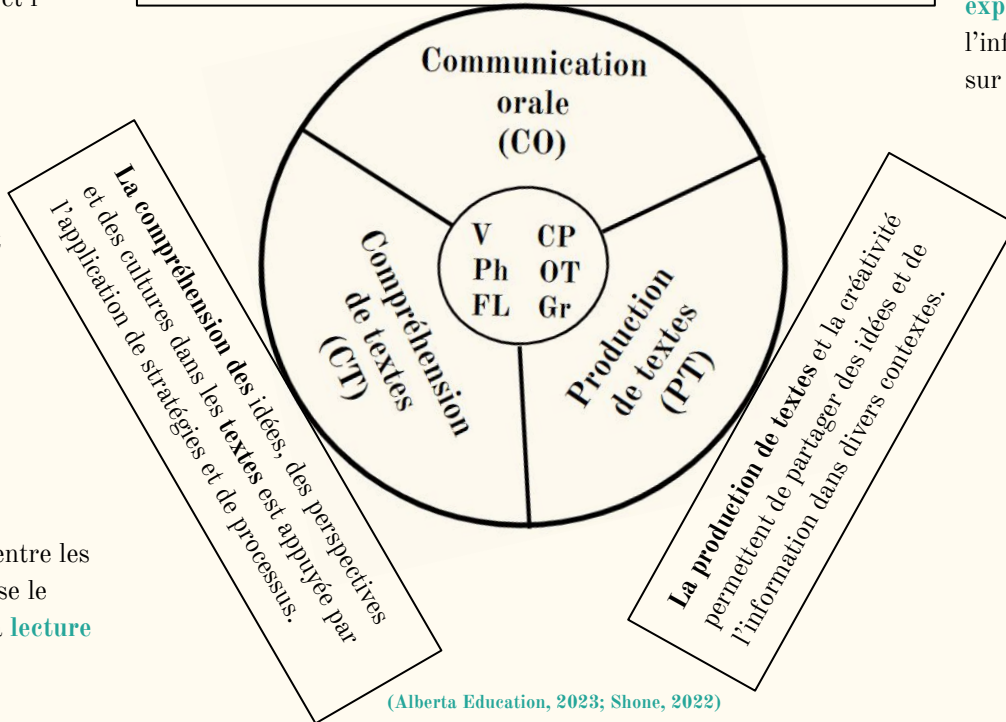 et l'
exp
l'inf
sur
Communication
orale
(CO)
V CP
Ph OT
FL Gr
Compréhension
de textes
(CT)
Production
de textes
(PT)
La compréhension des idées, des perspectives
et des cultures dans les textes est appuyée par
l'application de stratégies et de processus.
La production de textes et la créativité
permettent de partager des idées et de
l'information dans divers contextes.
entre les
se le
lecture
(Alberta Education, 2023; Shone, 2022)